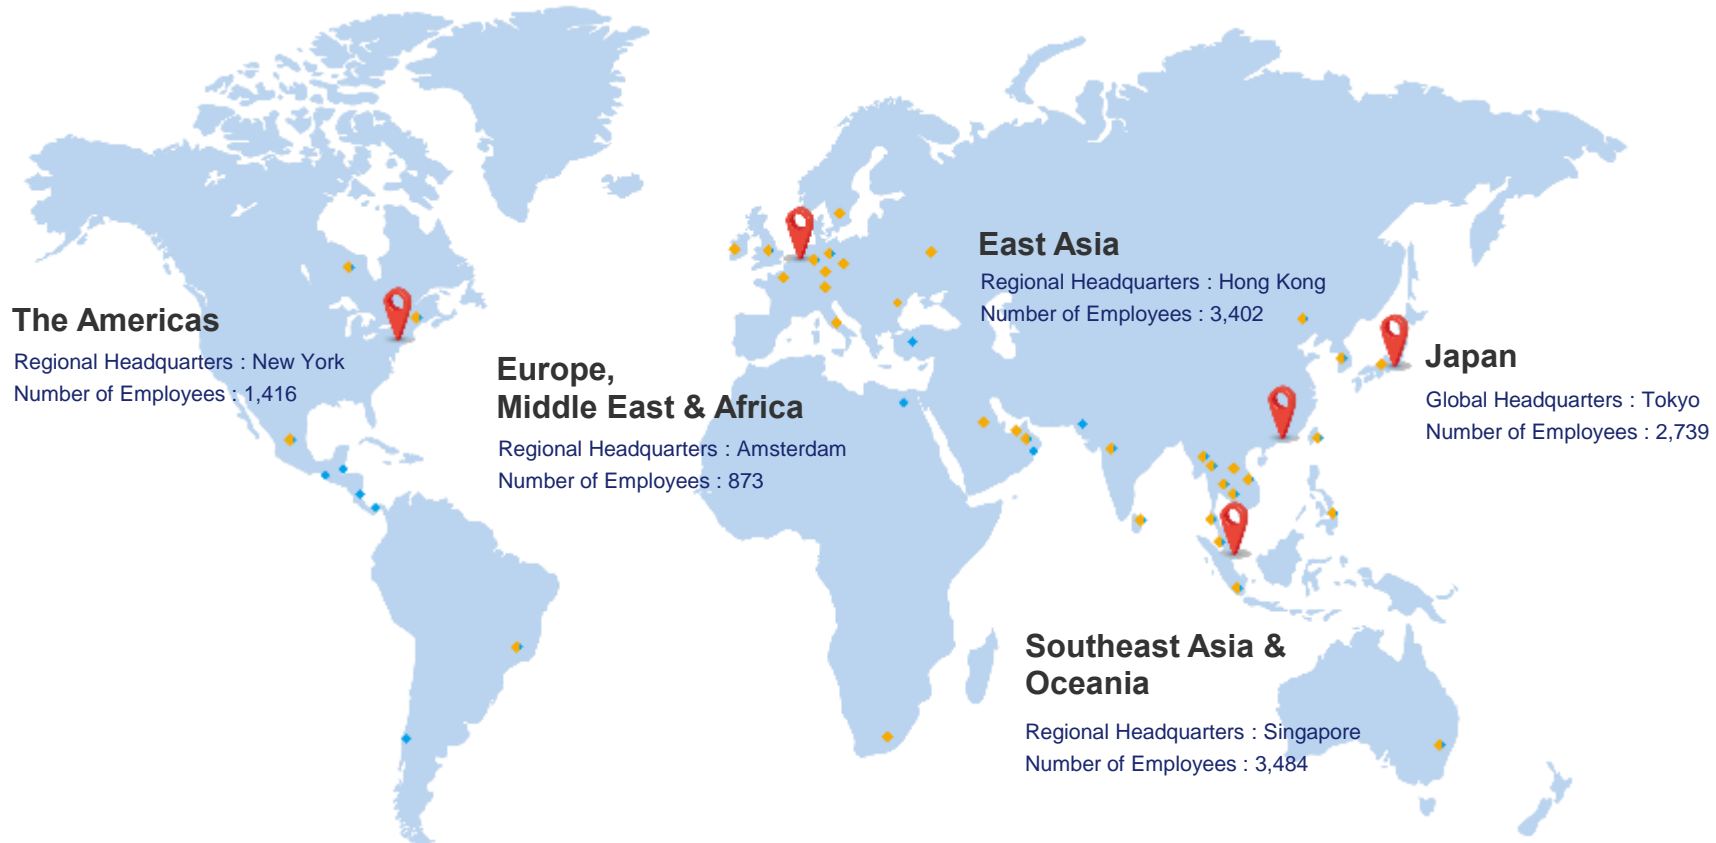 The Americas
Regional Headquarters : New York
Number of Employees : 1,416
Europe,
Middle East & Africa
Regional Headquarters : Amsterdam
Number of Employees : 873
East Asia
Regional Headquarters : Hong Kong
Number of Employees : 3,402
Japan
Global Headquarters : Tokyo
Number of Employees : 2,739
Southeast Asia &
Oceania
Regional Headquarters : Singapore
Number of Employees : 3,484